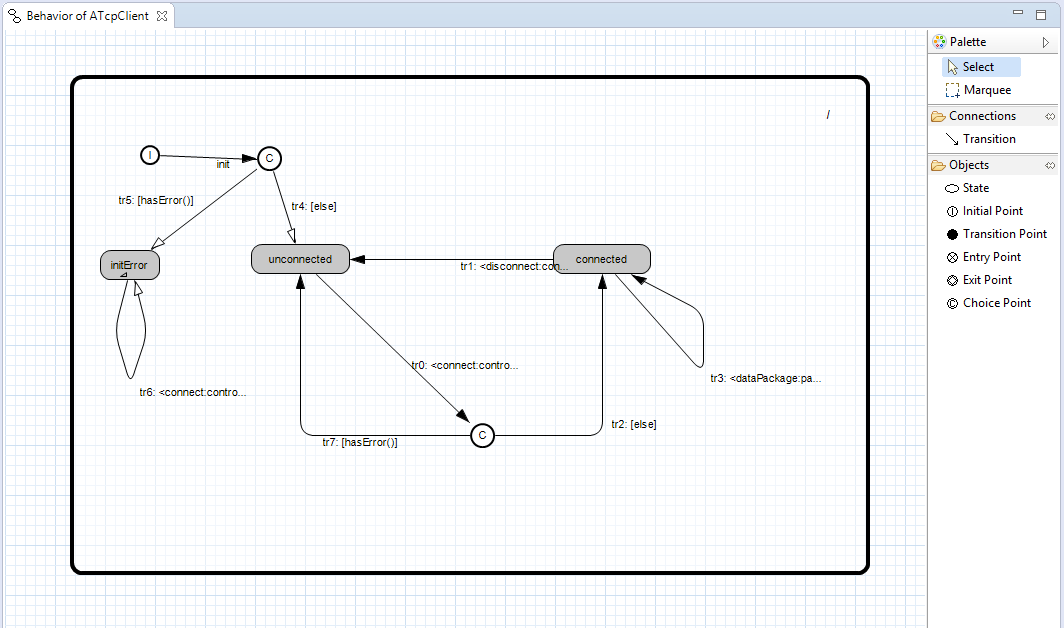 Behavior of ATcpClient
Palette
Select
Marquee
Connections
Transition
Objects
State
Initial Point
Transition Point
Entry Point
Exit Point
Choice Point
/
I
init
C
tr5: [hasError()]
tr4: [else]
initError
unconnected
connected
tr1: <disconnect:con...
tr0: <connect:contro...
tr3: <dataPackage:pa...
tr6: <connect:contro...
tr2: [else]
C
tr7: [hasError()]